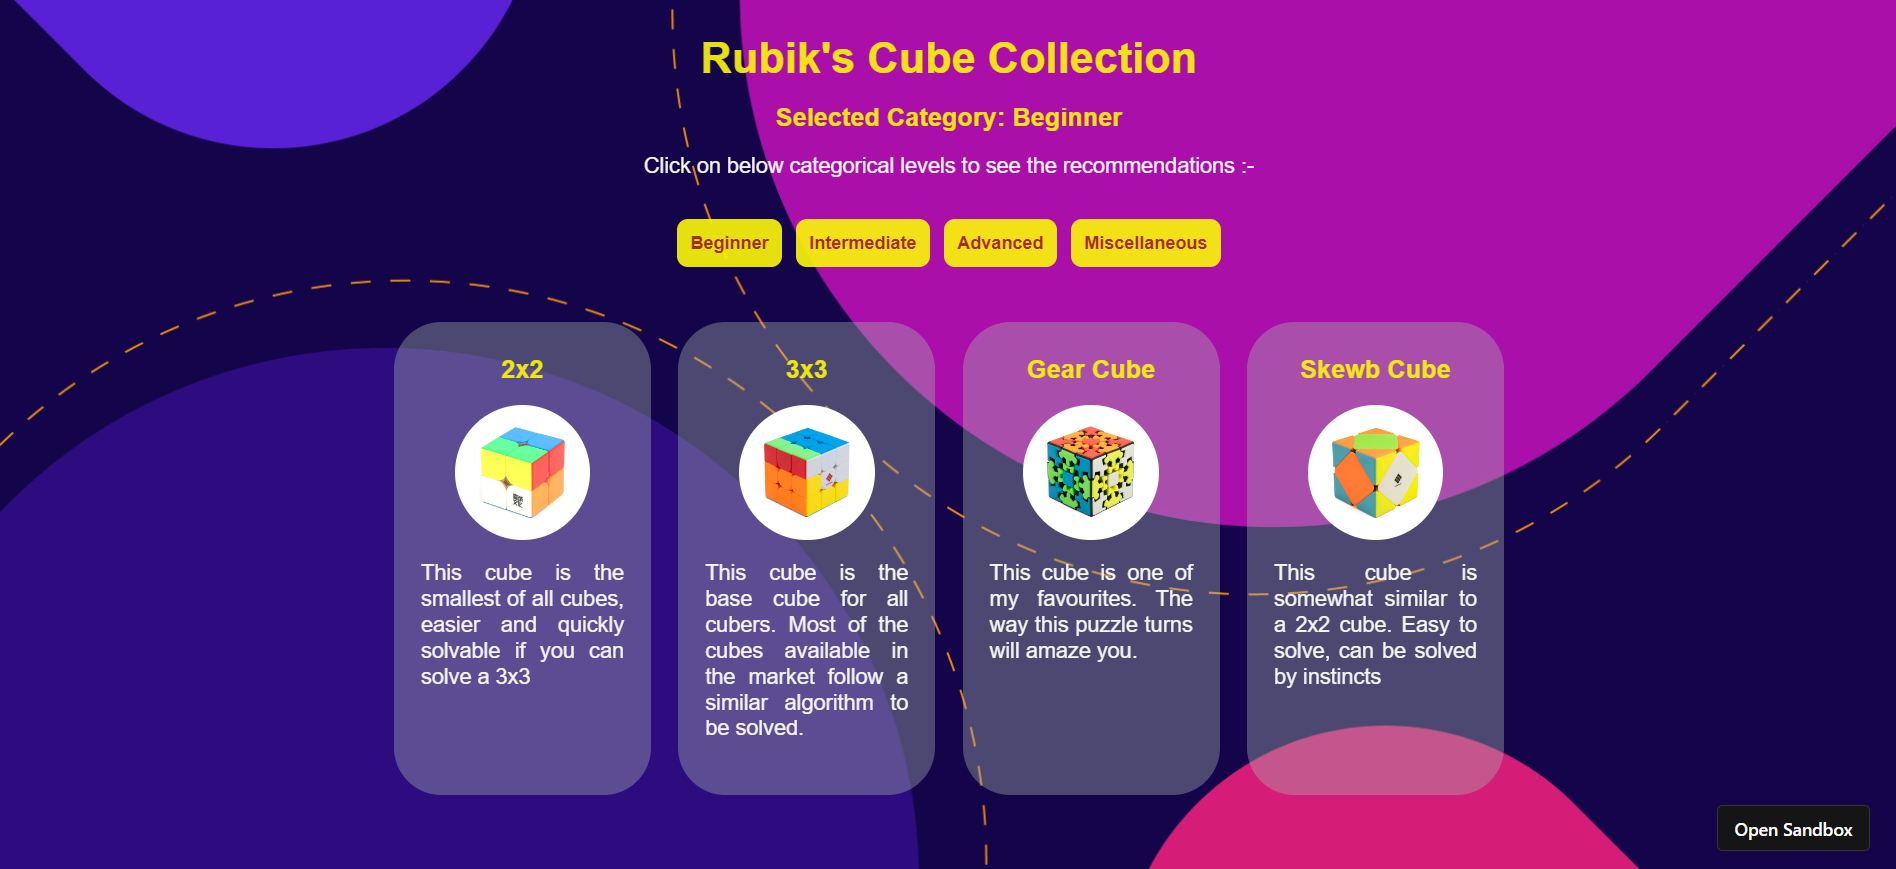 Rubik's Cube Collection
Selected Category: Beginner
Click on below categorical levels to see the recommendations :-
Beginner
Intermediate
Advanced
Miscellaneous
2x2
This cube is the
smallest of all cubes,
easier and quickly
solvable if you can
solve a 3x3
3x3
This cube is the
base cube for all
cubers. Most of the
cubes available in
the market follow a
similar algorithm to
be solved.
Gear Cube
This cube is one of
my favourites. The
way this puzzle turns
will amaze you.
Skewb Cube
This cube is
somewhat similar to
a 2x2 cube. Easy to
solve, can be solved
by instincts
Open Sandbox